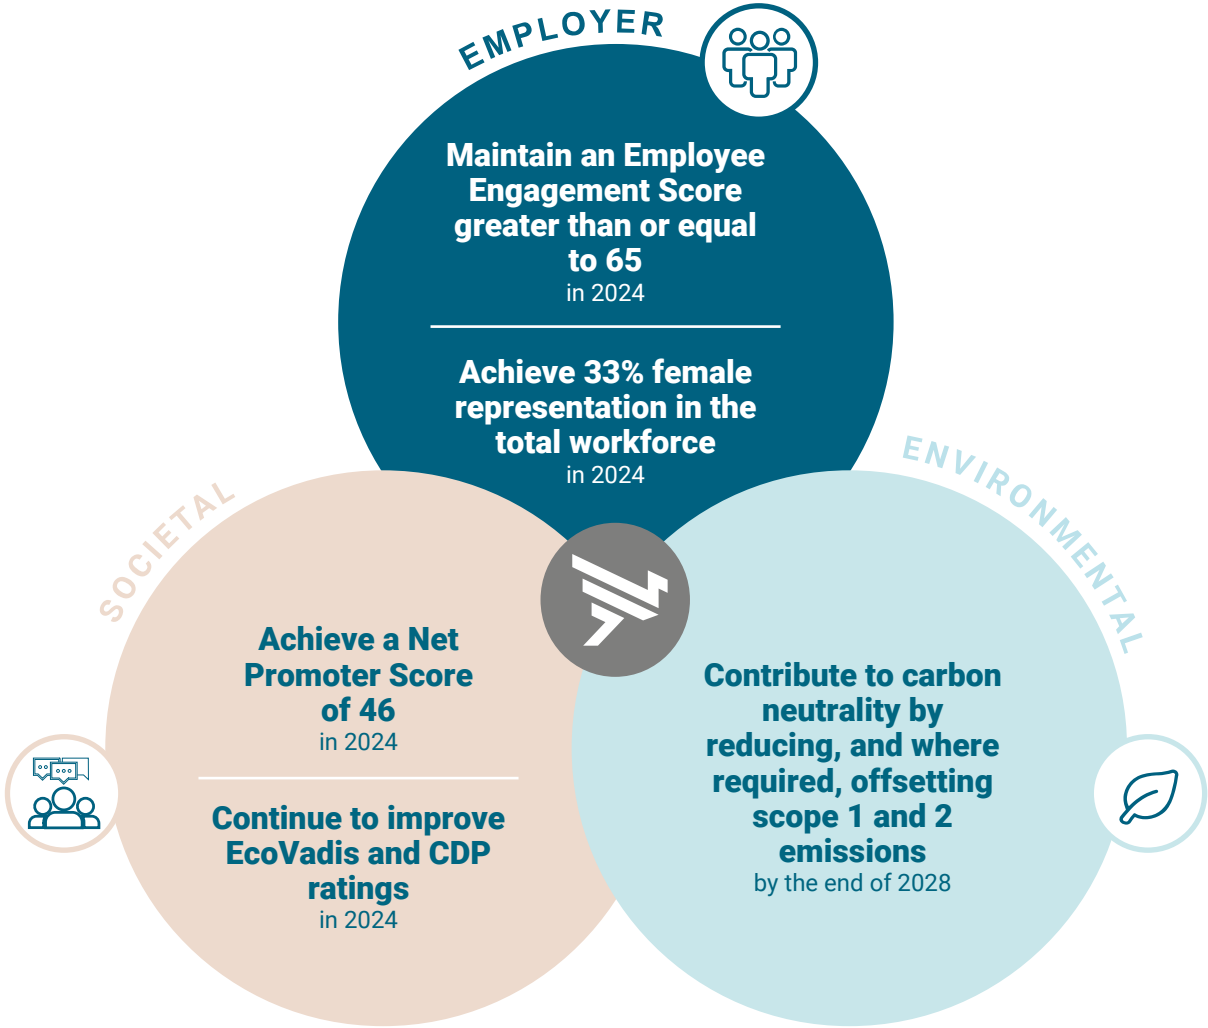 EMPLOYER
Maintain an Employee
Engagement Score
greater than or equal
to 65
in 2024
Achieve 33% female
representation in the
total workforce
in 2024
SOCIETAL
Achieve a Net
Promoter Score
of 46
in 2024
Continue to improve
EcoVadis and CDP
ratings
in 2024
ENVIRONMENTAL
Contribute to carbon
neutrality by
reducing, and where
required, offsetting
scope 1 and 2
emissions
by the end of 2028